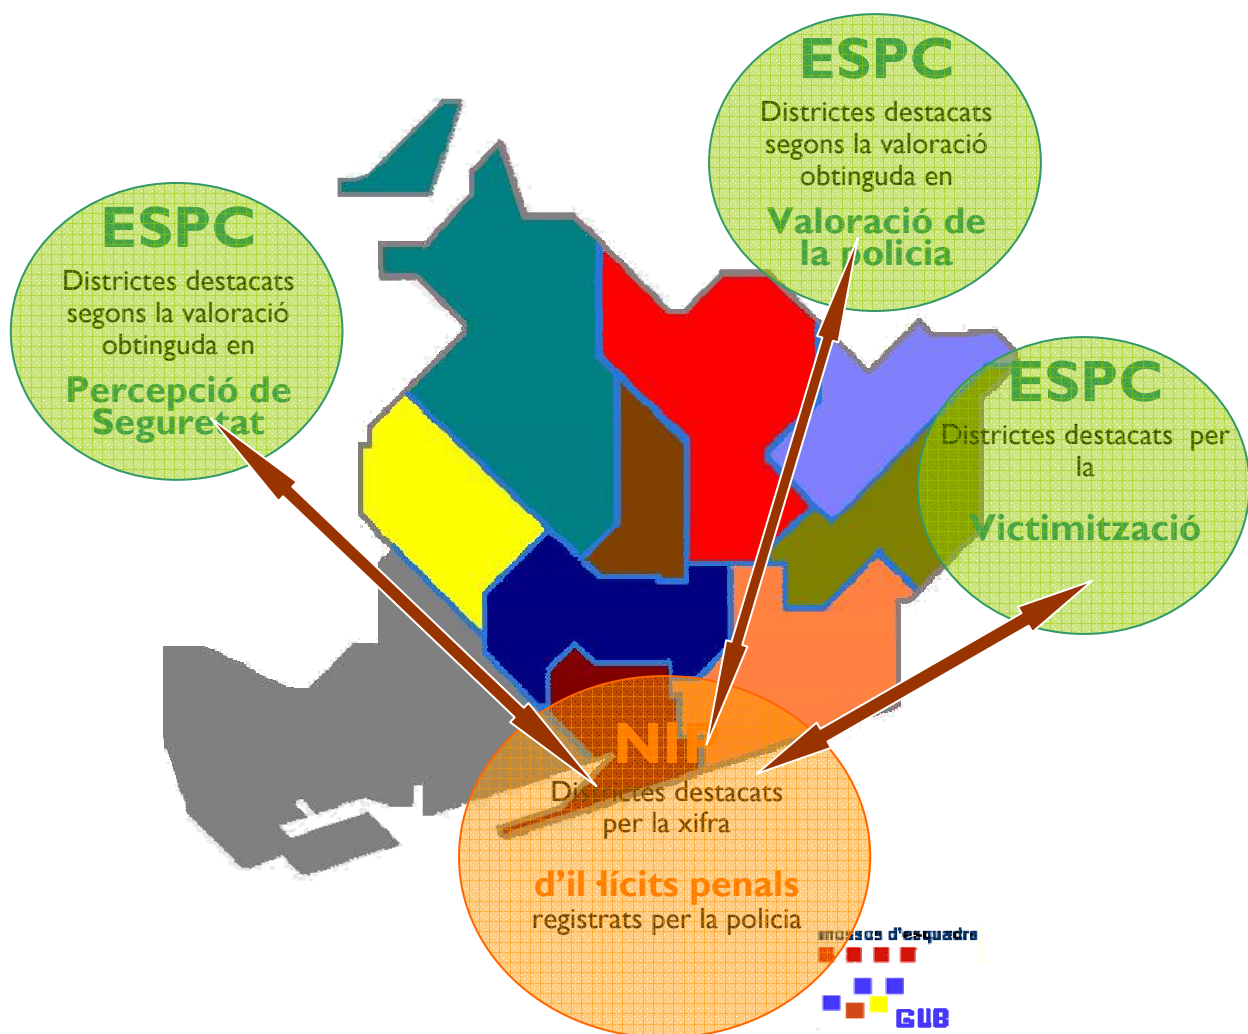 ESPC
Districtes destacats
segons la valoració
obtinguda en
Valoració de
la policia
ESPC
Districtes destacats
segons la valoració
obtinguda en
Percepció de
Seguretat
ESPC
Districtes destacats per
la
Victimització
NIP
Districtes destacats
per la xifra
d'il·lícits penals
registrats per la policia
mossos d'esquadra
GUB